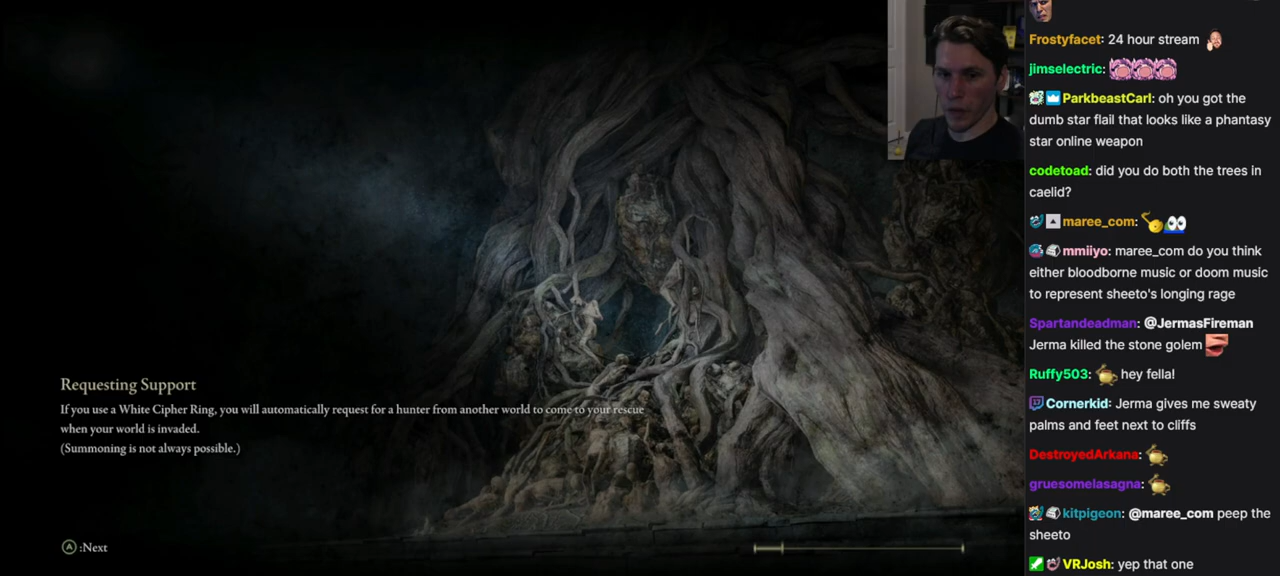 Requesting Support
If you use a White Cipher Ring, you will automatically request for a hunter from another world to come to your rescue
when your world is invaded.
(Summoning is not always possible.)
A :Next
Frostyfacet: 24 hour stream
jimselectric:
ParkbeastCarl: oh you got the
dumb star flail that looks like a phantasy
star online weapon
codetoad: did you do both the trees in
caelid?
maree_com:
mmiiyo: maree_com do you think
either bloodborne music or doom music
to represent sheeto's longing rage
Spartandeadman: @JermasFireman
Jerma killed the stone golem
Ruffy503: hey fella!
Cornerkid: Jerma gives me sweaty
palms and feet next to cliffs
DestroyedArkana:
gruesomelasagna:
kitpigeon: @maree_com peep the
sheeto
VRJosh: yep that one